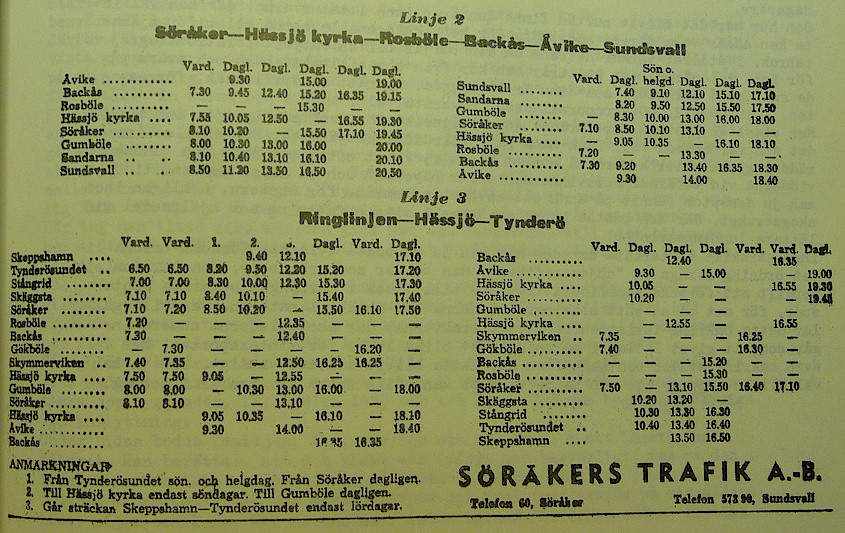 Linje 2
Söråker—Hässjö kyrka—Rosböle—Backås—Åvike—Sundsvall
Vard. Dagl. Dagl. Dagl. Dagl. Dagl.
Åvike ............ 9.30 15.00 19.00
Backås ......... 7.30 9.45 12.40 15.20 16.35 19.15
Rosböle ......... — — — 15.30
Hässjö kyrka .... 7.55 10.05 12.50 — 16.55 19.30
Söråker ......... 8.10 10.20 — 15.50 17.10 19.45
Gumböle ......... 8.00 10.30 13.00 16.00 20.00
Sandarna .. .. 8.10 10.40 13.10 16.10 20.10
Sundsvall .. .. 8.50 11.20 13.50 16.50 20.50
Sön o.
Vard. Dagl. helgd. Dagl. Dagl. Dagl.
Sundsvall ........ 7.40 9.10 12.10 15.10 17.10
Sandarna ......... 8.20 9.50 12.50 15.50 17.50
Gumböle ......... — 8.30 10.00 13.00 16.00 18.00
Söråker ......... 7.10 8.50 10.10 13.10 —
Hässjö kyrka .... — 9.05 10.35 — 16.10 18.10
Rosböle ......... 7.20 — 13.30 —
Backås ......... 7.30 9.20 13.40 16.35 18.30
Åvike ............ 9.30 14.00 18.40
Linje 3
Ringlinjen—Hässjö—Tynderö
Vard. Vard. 1. 2. 3. Dagl. Vard. Dagl.
Skeppshamn .... 9.40 12.10 17.10
Tynderösundet .. 6.50 6.50 8.20 9.50 12.20 15.20 17.20
Stångrid ......... 7.00 7.00 8.30 10.00 12.30 15.30 17.30
Skäggsta ......... 7.10 7.10 8.40 10.10 — 15.40 17.40
Söråker ......... 7.10 7.20 8.50 10.20 — 15.50 16.10 17.50
Rosböle ......... 7.20 — — — 12.35 — — —
Backås ......... 7.30 — — — 12.40 — — —
Gökböle ......... — 7.30 — — — — 16.20 —
Skymmerviken .. 7.40 7.35 — — 12.50 16.25 16.25 —
Hässjö kyrka .... 7.50 7.50 9.05 — 12.55 — — —
Gumböle ......... 8.00 8.00 — 10.30 13.00 16.00 — 18.00
Söråker ......... 8.10 8.10 — — 13.10 — — —
Hässjö kyrka .... 9.05 10.35 — 16.10 — 18.10
Åvike ............ 9.30 14.00 — — 18.40
Backås ......... 16.35 16.35
Vard. Dagl. Dagl. Dagl. Vard. Vard. Dagl.
Backås ......... 12.40 16.35
Åvike ............ 9.30 — 15.00 — — 19.00
Hässjö kyrka .... 10.05 — — — 16.55 19.30
Söråker ......... 10.20 — — — — 19.45
Gumböle ......... — — — — —
Hässjö kyrka .... — 12.55 — — 16.55
Skymmerviken .. 7.35 — — — 16.25 —
Gökböle ......... 7.40 — — — 16.30 —
Backås ......... — — 15.20 — —
Rosböle ......... — — 15.30 — —
Söråker ......... 7.50 — 13.10 15.50 16.40 17.10
Skäggsta ......... 10.20 13.20 —
Stångrid ......... 10.30 13.30 16.30
Tynderösundet .. 10.40 13.40 16.40
Skeppshamn .... 13.50 16.50
ANMÄRKNINGAR
1. Från Tynderösundet sön. och helgdag. Från Söråker dagligen.
2. Till Hässjö kyrka endast söndagar. Till Gumböle dagligen.
3. Går sträckan Skeppshamn—Tynderösundet endast lördagar.
SÖRÅKERS TRAFIK A.-B.
Telefon 60, Söråker Telefon 573 90, Sundsvall